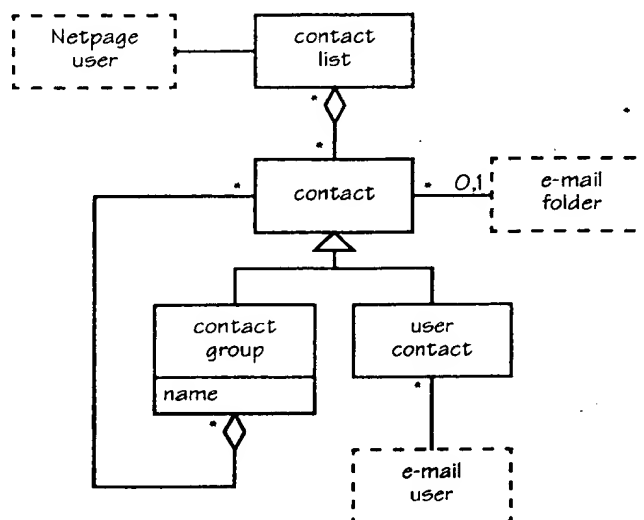 Netpage
user
contact
list
*
*
*
contact
*
0,1
e-mail
folder
contact
group
name
*
user
contact
*
e-mail
user